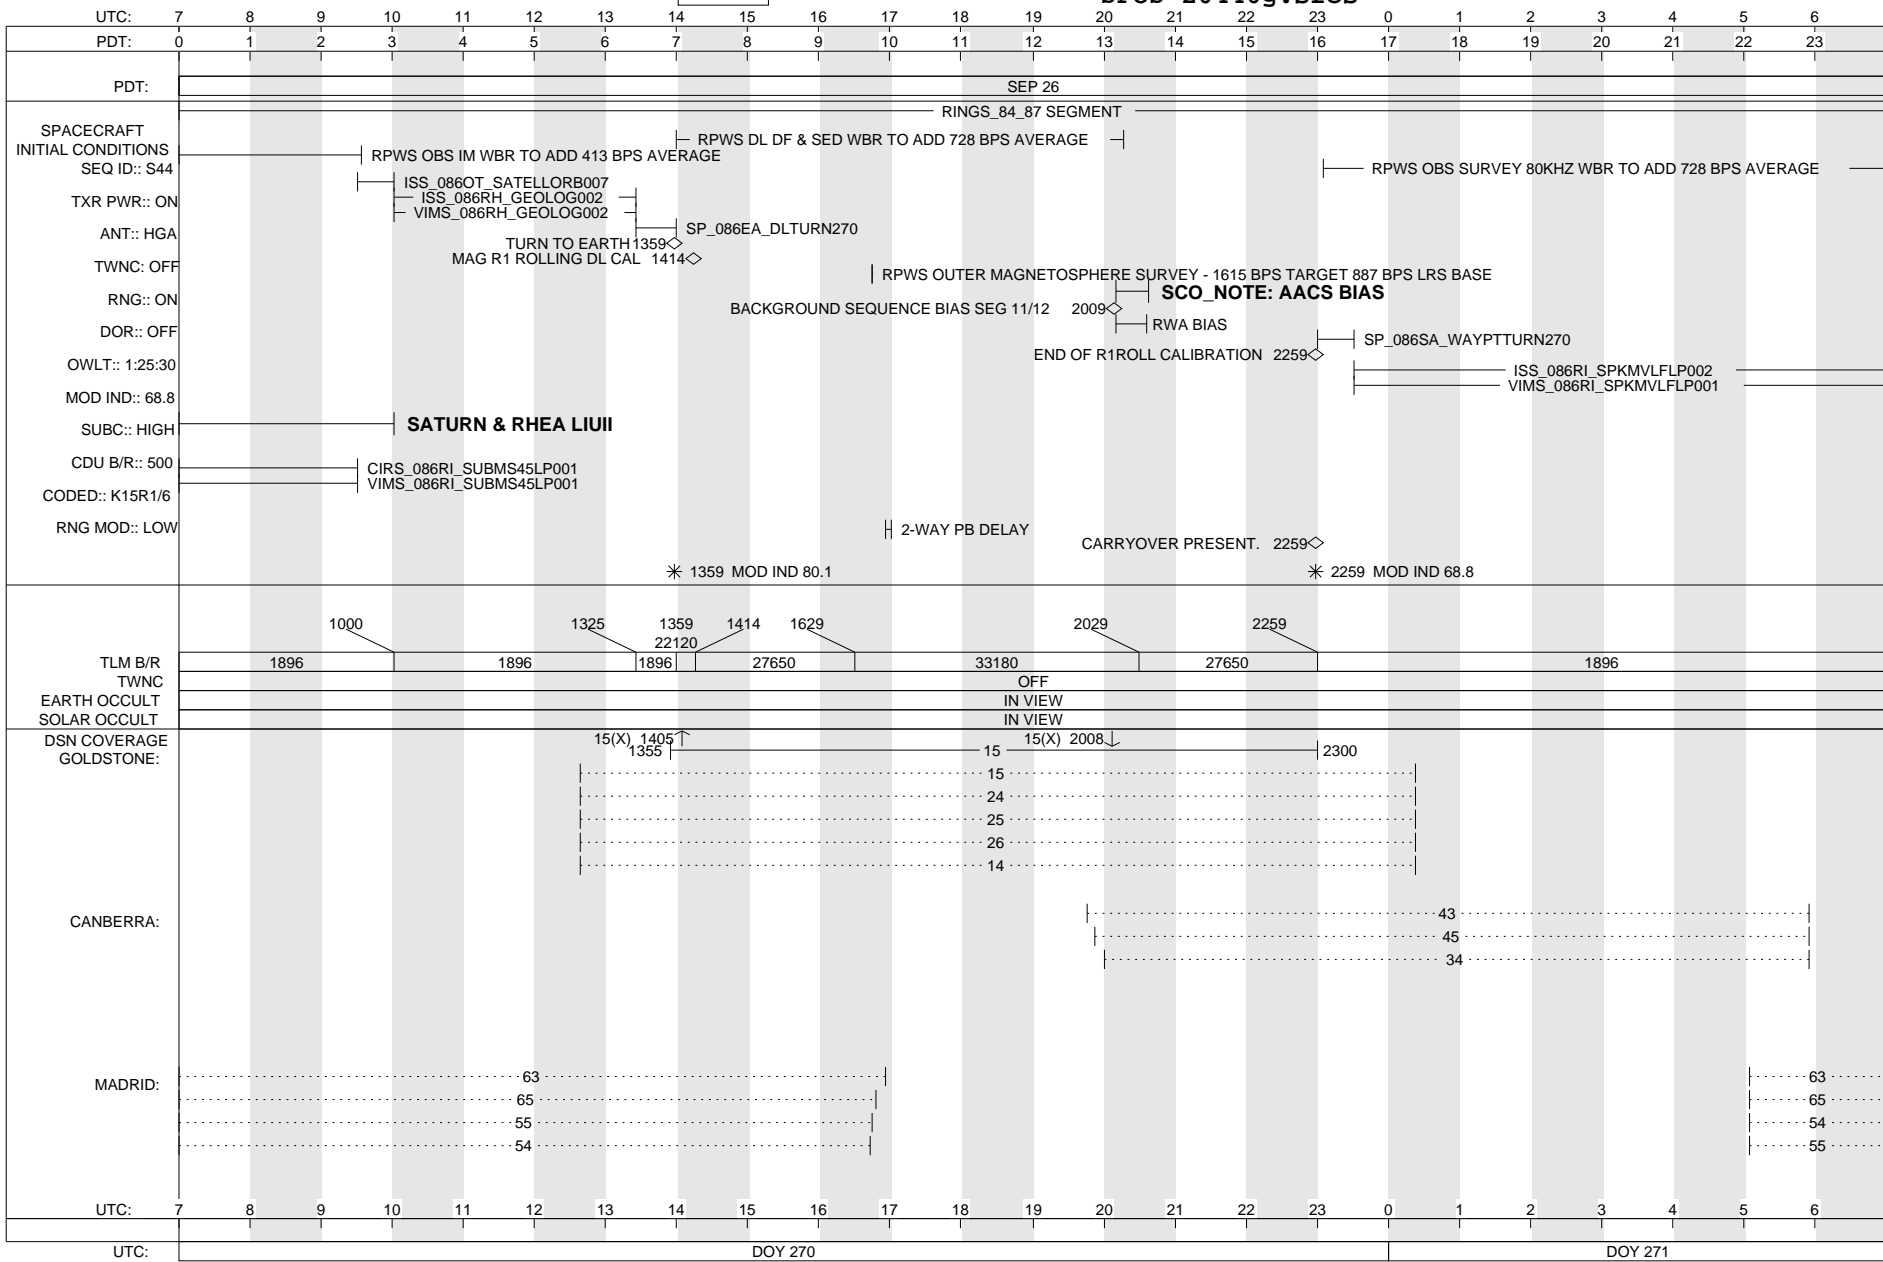 UTC: 7 8 9 10 11 12 13 14 15 16 17 18 19 20 21 22 23 0 1 2 3 4 5 6
PDT: 0 1 2 3 4 5 6 7 8 9 10 11 12 13 14 15 16 17 18 19 20 21 22 23
PDT: SEP 26
RINGS_84_87 SEGMENT
SPACECRAFT
INITIAL CONDITIONS
RPWS DL DF & SED WBR TO ADD 728 BPS AVERAGE
RPWS OBS IM WBR TO ADD 413 BPS AVERAGE
SEQ ID:: S44
RPWS OBS SURVEY 80KHZ WBR TO ADD 728 BPS AVERAGE
ISS_086OT_SATELLORB007
ISS_086RH_GEOLOG002
TXR PWR:: ON
VIMS_086RH_GEOLOG002
SP_086EA_DLTURN270
ANT:: HGA
TURN TO EARTH 1359
MAG R1 ROLLING DL CAL 1414
TWNC: OFF
RPWS OUTER MAGNETOSPHERE SURVEY - 1615 BPS TARGET 887 BPS LRS BASE
SCO_NOTE: AACS BIAS
RNG:: ON
BACKGROUND SEQUENCE BIAS SEG 11/12 2009
RWA BIAS
DOR:: OFF
SP_086SA_WAYPTTURN270
END OF R1ROLL CALIBRATION 2259
OWLT:: 1:25:30
ISS_086RI_SPKMVLFLP002
VIMS_086RI_SPKMVLFLP001
MOD IND:: 68.8
SATURN & RHEA LIUII
SUBC:: HIGH
CDU B/R:: 500
CIRS_086RI_SUBMS45LP001
VIMS_086RI_SUBMS45LP001
CODED:: K15R1/6
RNG MOD:: LOW
2-WAY PB DELAY
CARRYOVER PRESENT. 2259
1359 MOD IND 80.1
2259 MOD IND 68.8
1000 1325 1359 1414 1629 2029 2259
22120
TLM B/R 1896 1896 1896 27650 33180 27650 1896
TWNC OFF
EARTH OCCULT IN VIEW
SOLAR OCCULT IN VIEW
DSN COVERAGE 15(X) 1405 15(X) 2008
GOLDSTONE: 1355 15 2300
15
24
25
26
14
CANBERRA: 43
45
34
MADRID: 63 63
65 65
55 54
54 55
UTC: 7 8 9 10 11 12 13 14 15 16 17 18 19 20 21 22 23 0 1 2 3 4 5 6
UTC: DOY 270 DOY 271